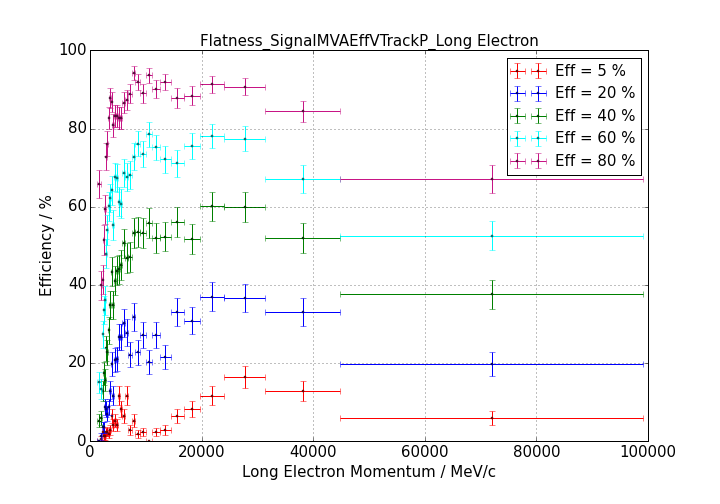 Flatness_SignalMVAEffVTrackP_Long Electron
100
80
60
40
20
0
Efficiency / %
Eff = 5 %
Eff = 20 %
Eff = 40 %
Eff = 60 %
Eff = 80 %
0 20000 40000 60000 80000 100000
Long Electron Momentum / MeV/c